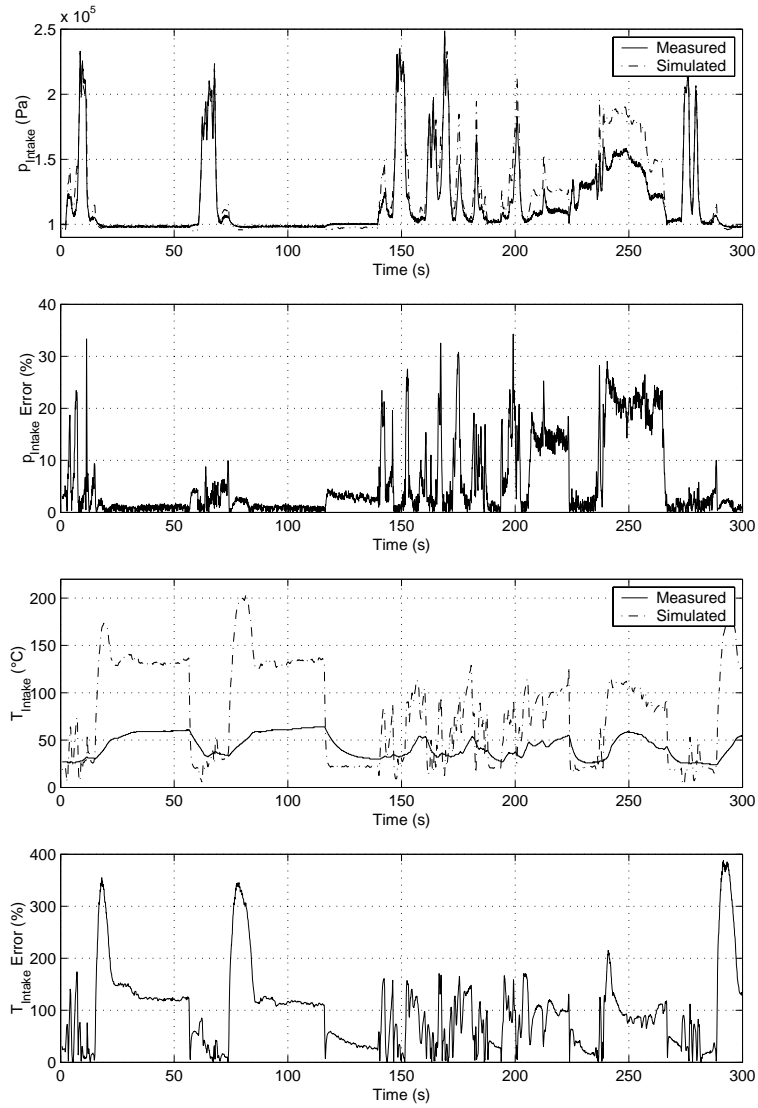 x 10⁵
2.5
2
1.5
1
p_Intake (Pa)
Measured
Simulated
0 50 100 150 200 250 300
Time (s)
40
30
20
10
0
p_Intake Error (%)
0 50 100 150 200 250 300
Time (s)
200
150
100
50
0
T_Intake (°C)
Measured
Simulated
0 50 100 150 200 250 300
Time (s)
400
300
200
100
0
T_Intake Error (%)
0 50 100 150 200 250 300
Time (s)